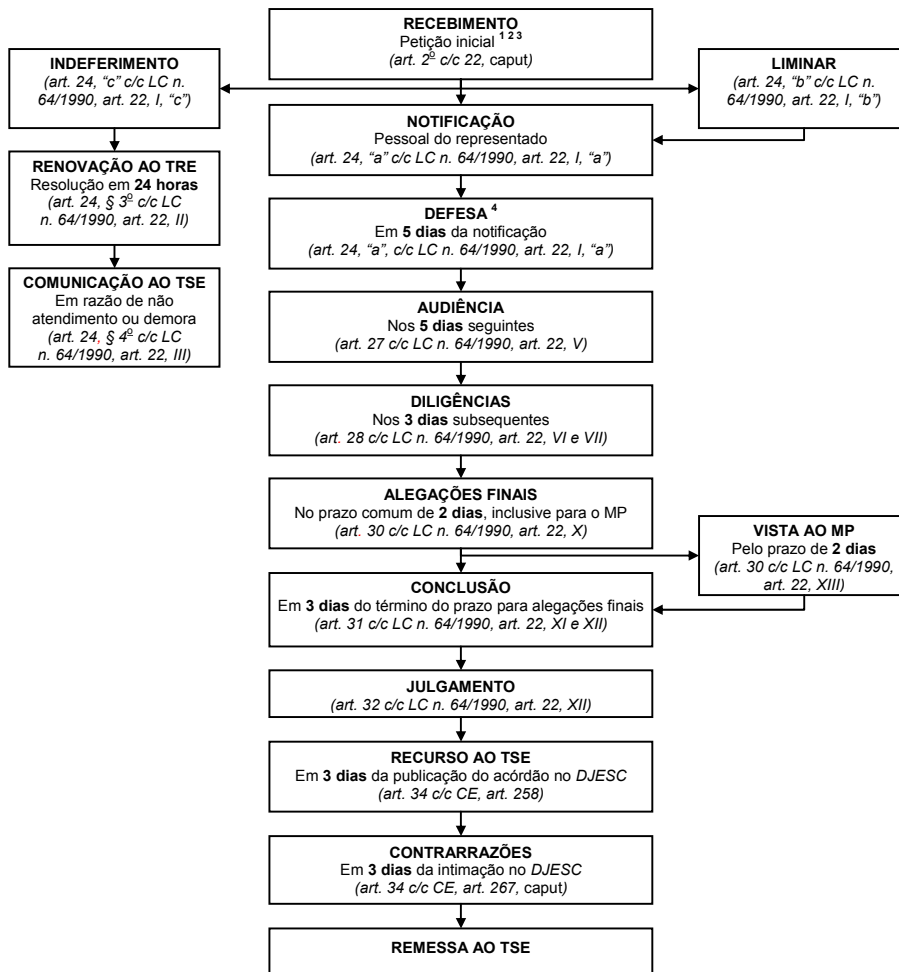 RECEBIMENTO
Petição inicial 1 2 3
(art. 2º c/c 22, caput)
INDEFERIMENTO
(art. 24, “c” c/c LC n.
64/1990, art. 22, I, “c”)
LIMINAR
(art. 24, “b” c/c LC n.
64/1990, art. 22, I, “b”)
NOTIFICAÇÃO
Pessoal do representado
(art. 24, “a” c/c LC n. 64/1990, art. 22, I, “a”)
RENOVAÇÃO AO TRE
Resolução em 24 horas
(art. 24, § 3º c/c LC
n. 64/1990, art. 22, II)
DEFESA 4
Em 5 dias da notificação
(art. 24, “a”, c/c LC n. 64/1990, art. 22, I, “a”)
COMUNICAÇÃO AO TSE
Em razão de não
atendimento ou demora
(art. 24, § 4º c/c LC
n. 64/1990, art. 22, III)
AUDIÊNCIA
Nos 5 dias seguintes
(art. 27 c/c LC n. 64/1990, art. 22, V)
DILIGÊNCIAS
Nos 3 dias subsequentes
(art. 28 c/c LC n. 64/1990, art. 22, VI e VII)
ALEGAÇÕES FINAIS
No prazo comum de 2 dias, inclusive para o MP
(art. 30 c/c LC n. 64/1990, art. 22, X)
VISTA AO MP
Pelo prazo de 2 dias
(art. 30 c/c LC n. 64/1990,
art. 22, XIII)
CONCLUSÃO
Em 3 dias do término do prazo para alegações finais
(art. 31 c/c LC n. 64/1990, art. 22, XI e XII)
JULGAMENTO
(art. 32 c/c LC n. 64/1990, art. 22, XII)
RECURSO AO TSE
Em 3 dias da publicação do acórdão no DJESC
(art. 34 c/c CE, art. 258)
CONTRARRAZÕES
Em 3 dias da intimação no DJESC
(art. 34 c/c CE, art. 267, caput)
REMESSA AO TSE